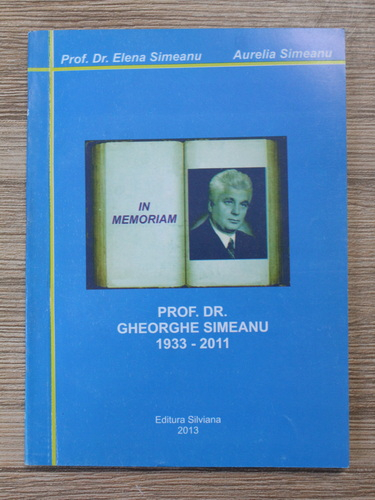 Prof. Dr. Elena Simeanu Aurelia Simeanu
IN
MEMORIAM
PROF. DR.
GHEORGHE SIMEANU
1933 - 2011
Editura Silviana
2013